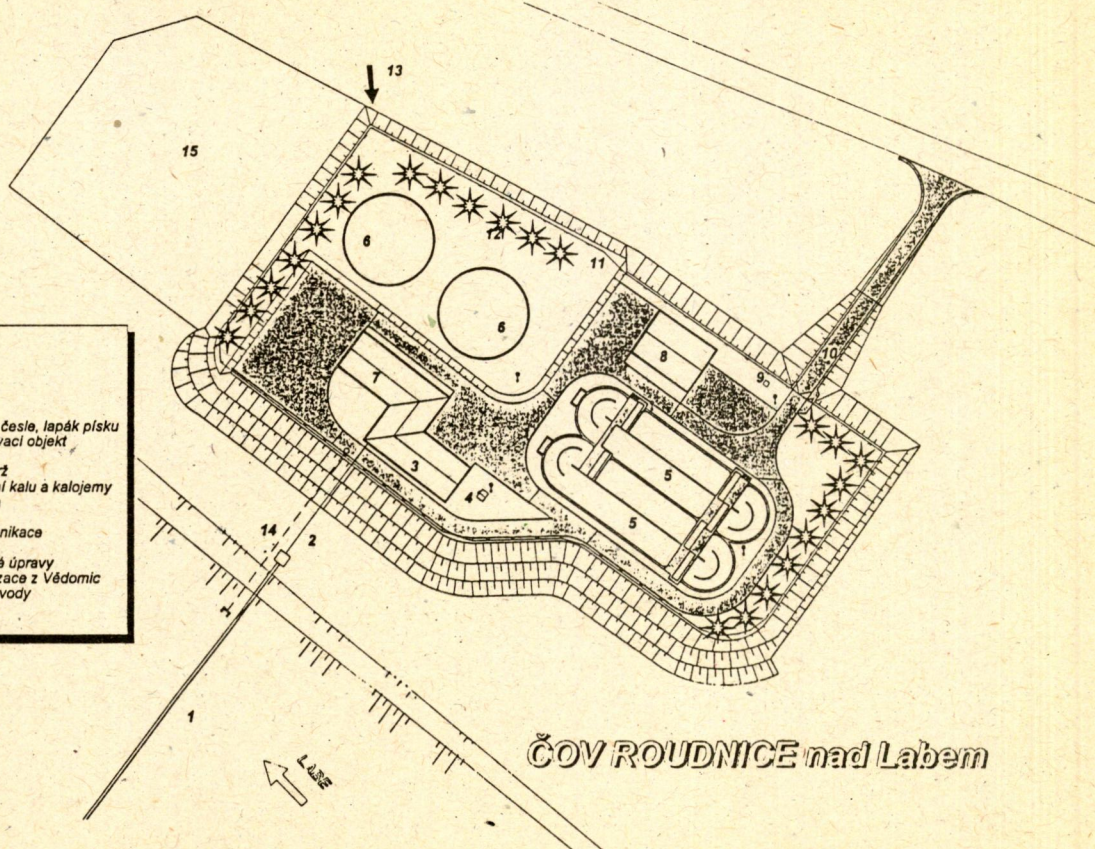 13
15
6
12
11
6
8
9
10
7
3
4
5
5
česle, lapák písku
vací objekt
ž
í kalu a kalojemy
nikace
é úpravy
zace z Vědomic
vody
14
2
1
LABE
ČOV ROUDNICE nad Labem